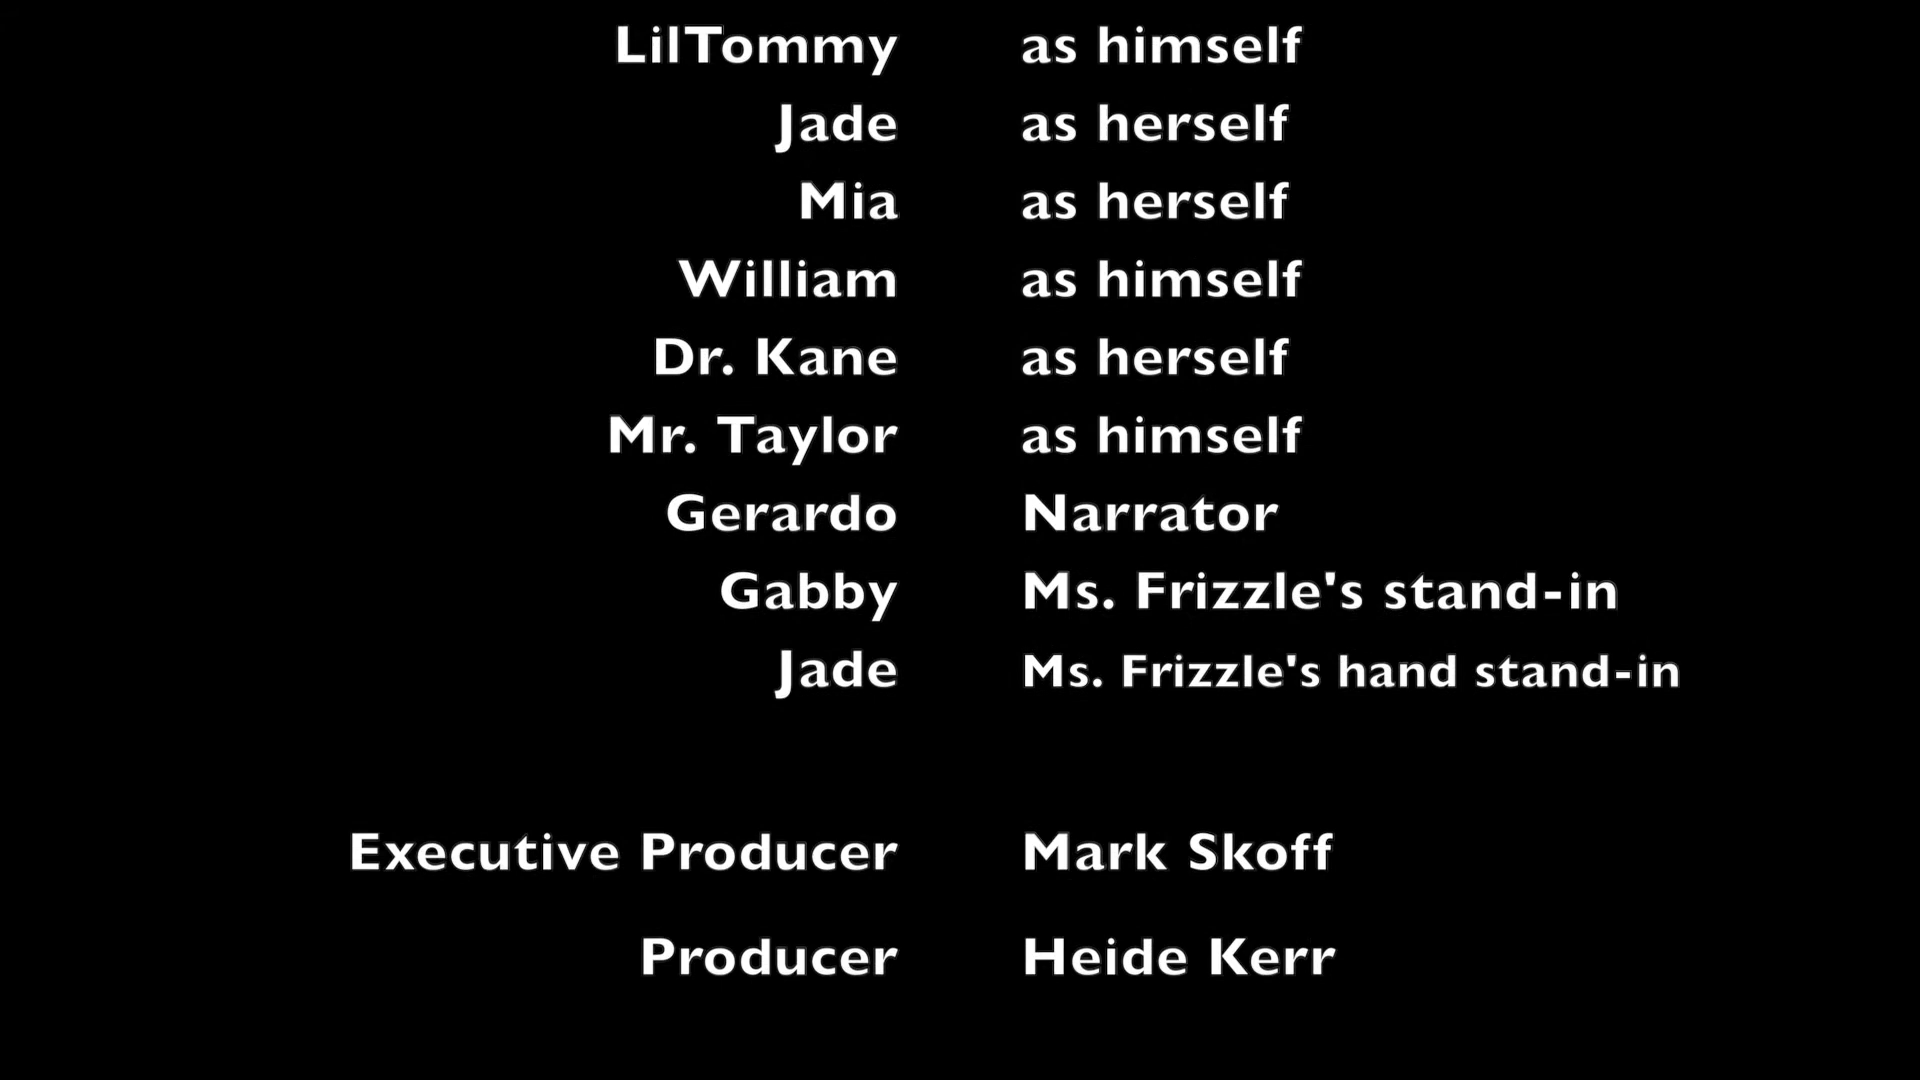 LilTommy as himself
Jade as herself
Mia as herself
William as himself
Dr. Kane as herself
Mr. Taylor as himself
Gerardo Narrator
Gabby Ms. Frizzle's stand-in
Jade Ms. Frizzle's hand stand-in
Executive Producer Mark Skoff
Producer Heide Kerr